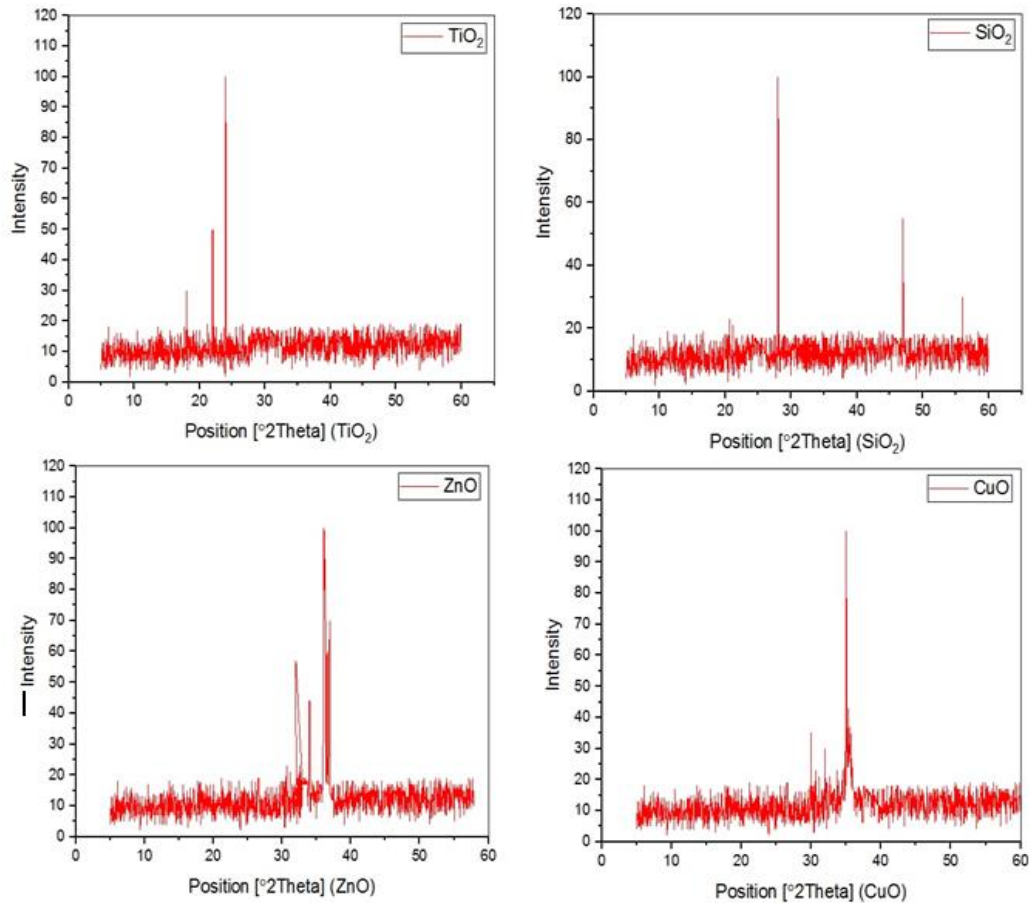 120
110
100
90
80
70
60
50
40
30
20
10
0
Intensity
TiO₂
0 10 20 30 40 50 60
Position [°2Theta] (TiO₂)
120
100
80
60
40
20
0
Intensity
SiO₂
0 10 20 30 40 50 60
Position [°2Theta] (SiO₂)
120
110
100
90
80
70
60
50
40
30
20
10
0
Intensity
ZnO
0 10 20 30 40 50 60
Position [°2Theta] (ZnO)
120
110
100
90
80
70
60
50
40
30
20
10
0
Intensity
CuO
0 10 20 30 40 50 60
Position [°2Theta] (CuO)